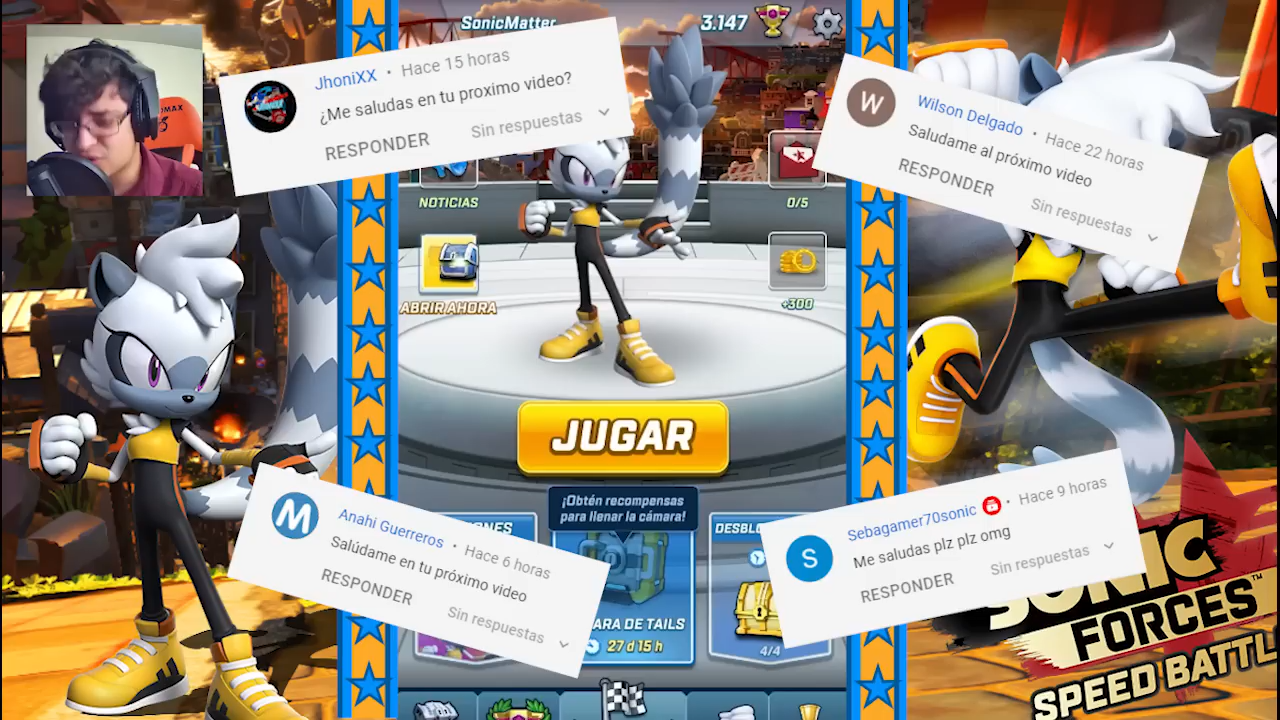 SonicMatter
3.147
JhoniXX • Hace 15 horas
¿Me saludas en tu proximo video?
RESPONDER
Sin respuestas
W
Wilson Delgado • Hace 22 horas
Saludame al próximo video
RESPONDER
Sin respuestas
NOTICIAS
0/5
ABRIR AHORA
+300
JUGAR
¡Obtén recompensas
para llenar la cámara!
M
Anahi Guerreros • Hace 6 horas
Salúdame en tu próximo video
RESPONDER
Sin respuestas
S
Sebagamer70sonic • Hace 9 horas
Me saludas plz plz omg
RESPONDER
Sin respuestas
ARA DE TAILS
27 d 15 h
4/4
FORCES™
SPEED BATTL